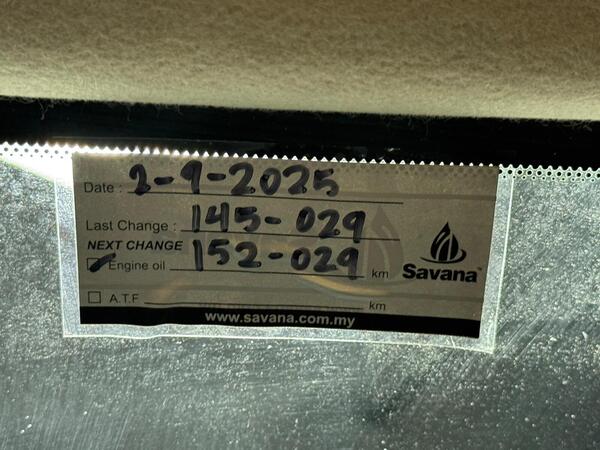 Date : 2-9-2025
Last Change : 145-029
NEXT CHANGE
Engine oil 152-029 km
Savana™
A.T.F km
www.savana.com.my